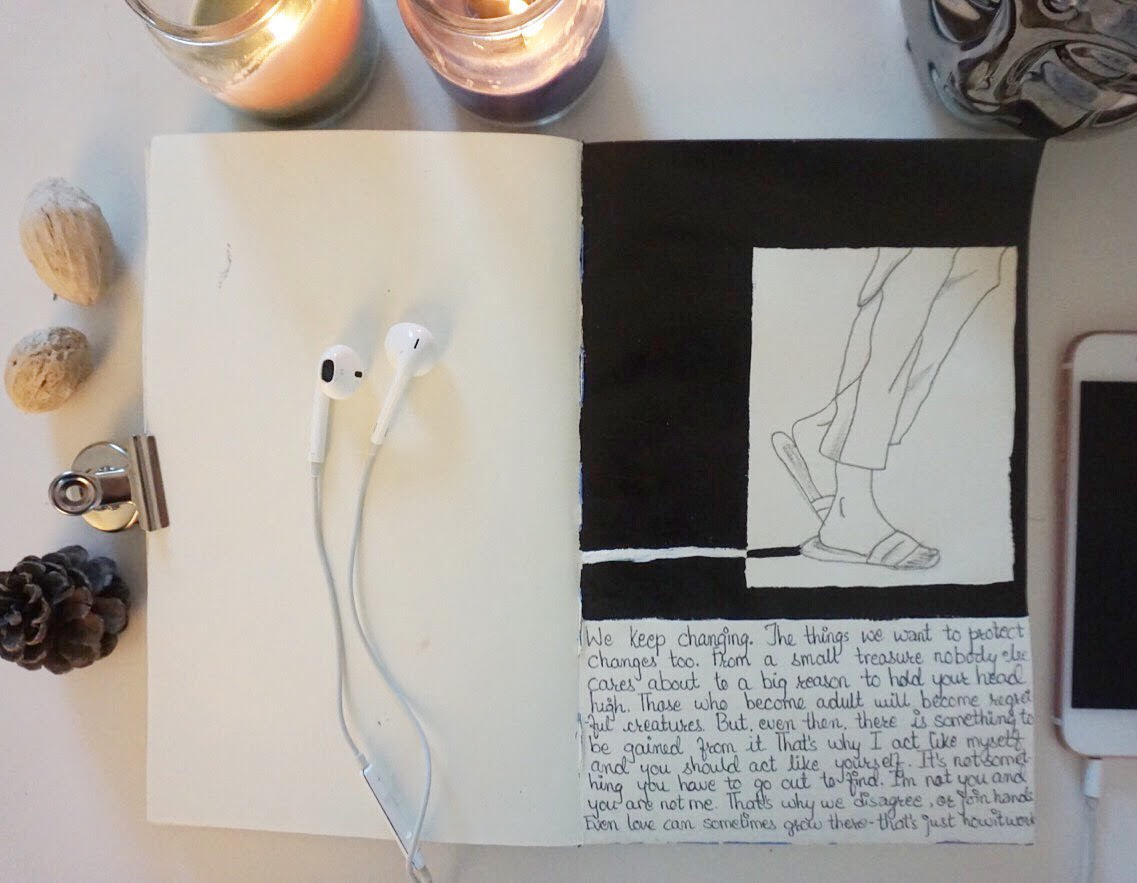 We keep changing. The things we want to protect
changes too. From a small treasure nobody else
cares about to a big reason to hold your head
high. Those who become adult will become regret
ful creatures. But, even then, there is something to
be gained from it That's why I act like myself,
and you should act like yourself. It's not somet-
hing you have to go out to find. I'm not you and
you are not me. That's why we disagree, or join hands
Even love can sometimes grow there-that's just how it work